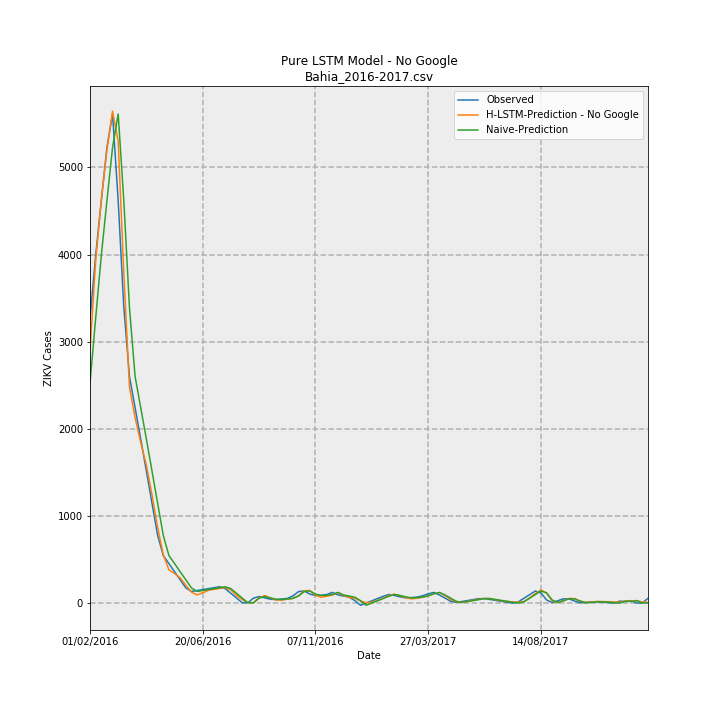 Pure LSTM Model - No Google
Bahia_2016-2017.csv
Observed
H-LSTM-Prediction - No Google
Naive-Prediction
ZIKV Cases
5000
4000
3000
2000
1000
0
01/02/2016
20/06/2016
07/11/2016
27/03/2017
14/08/2017
Date